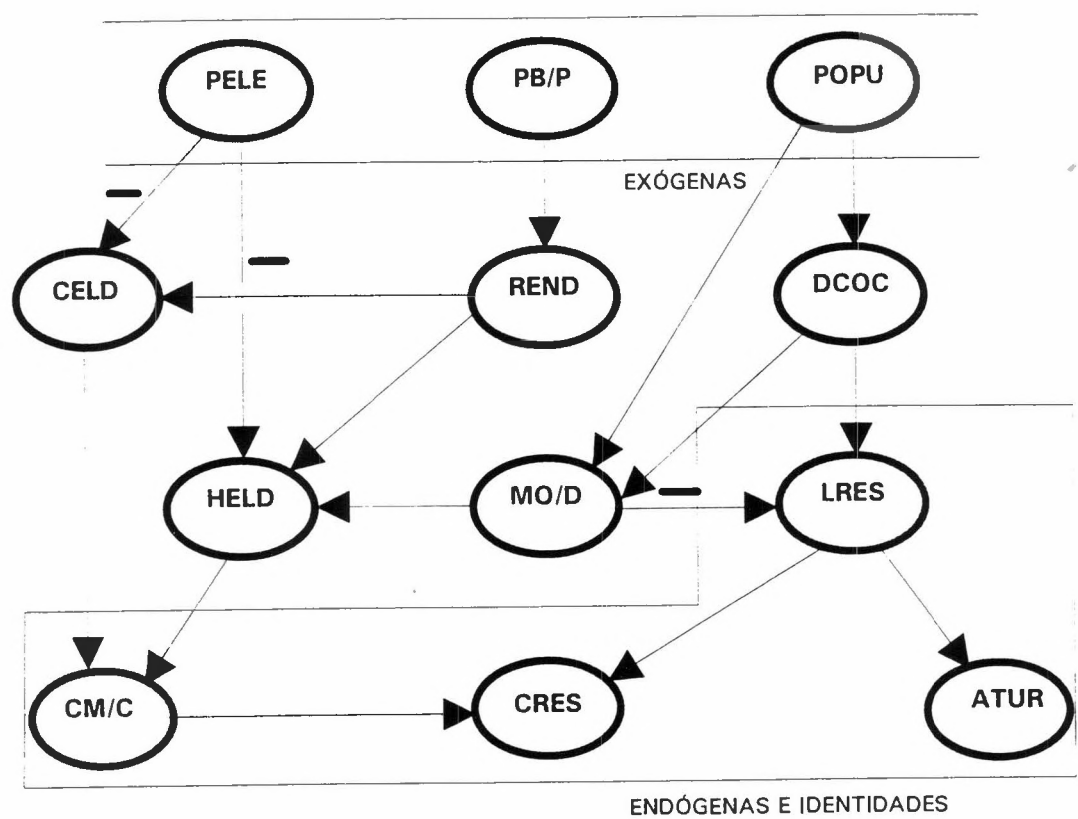 PELE
PB/P
POPU
EXÓGENAS
CELD
REND
DCOC
HELD
MO/D
LRES
CM/C
CRES
ATUR
ENDÓGENAS E IDENTIDADES